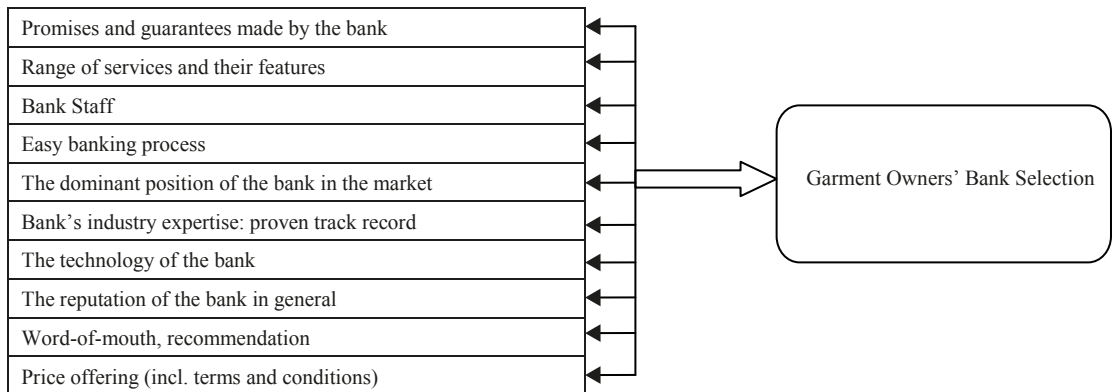 Promises and guarantees made by the bank
Range of services and their features
Bank Staff
Easy banking process
The dominant position of the bank in the market
Bank’s industry expertise: proven track record
The technology of the bank
The reputation of the bank in general
Word-of-mouth, recommendation
Price offering (incl. terms and conditions)
Garment Owners’ Bank Selection